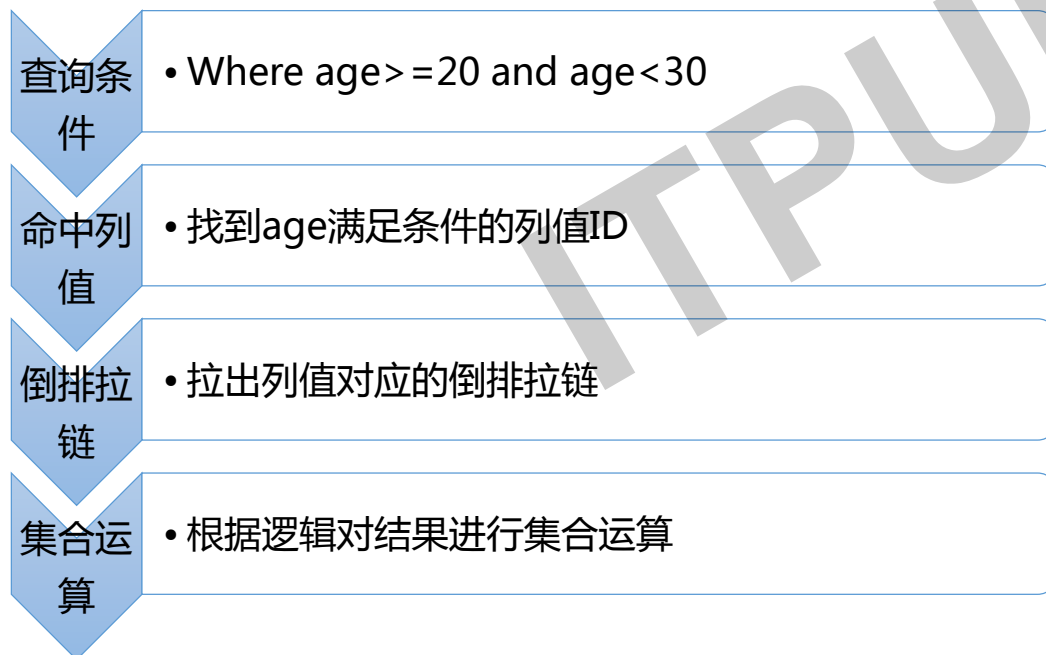 查询条
件
• Where age>=20 and age<30
命中列
值
• 找到age满足条件的列值ID
倒排拉
链
• 拉出列值对应的倒排拉链
集合运
算
• 根据逻辑对结果进行集合运算
ITPU